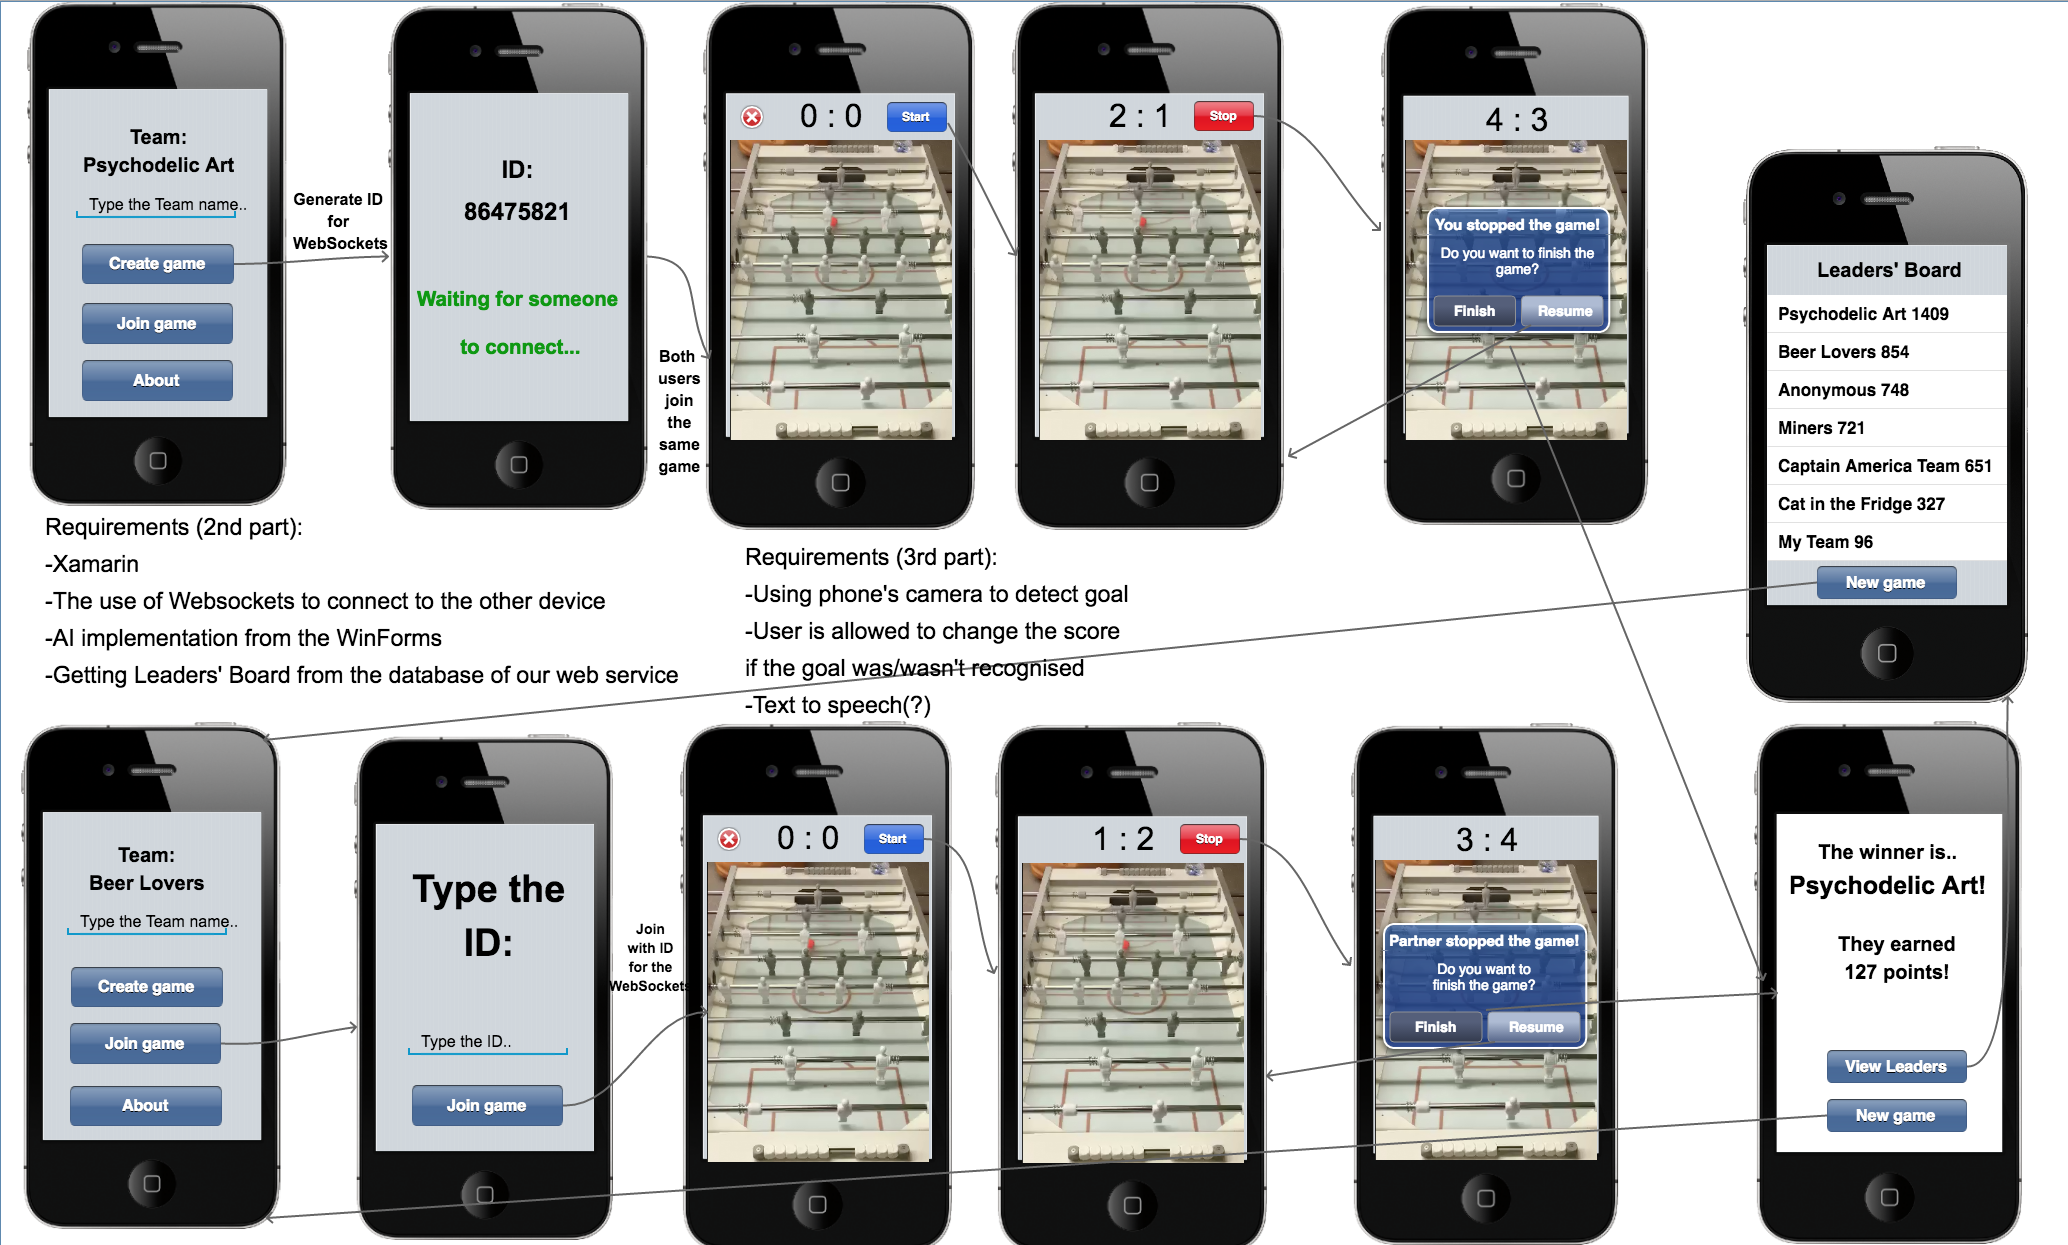 Team:
Psychodelic Art
Type the Team name..
Create game
Join game
About
Generate ID
for
WebSockets
ID:
86475821
Waiting for someone
to connect...
Both
users
join
the
same
game
0 : 0
Start
2 : 1
Stop
4 : 3
You stopped the game!
Do you want to finish the
game?
Finish
Resume
Leaders' Board
Psychodelic Art 1409
Beer Lovers 854
Anonymous 748
Miners 721
Captain America Team 651
Cat in the Fridge 327
My Team 96
New game
Requirements (2nd part):
-Xamarin
-The use of Websockets to connect to the other device
-AI implementation from the WinForms
-Getting Leaders' Board from the database of our web service
Requirements (3rd part):
-Using phone's camera to detect goal
-User is allowed to change the score
if the goal was/wasn't recognised
-Text to speech(?)
Team:
Beer Lovers
Type the Team name..
Create game
Join game
About
Type the
ID:
Type the ID..
Join game
Join
with ID
for the
WebSockets
0 : 0
Start
1 : 2
Stop
3 : 4
Partner stopped the game!
Do you want to
finish the game?
Finish
Resume
The winner is..
Psychodelic Art!
They earned
127 points!
View Leaders
New game